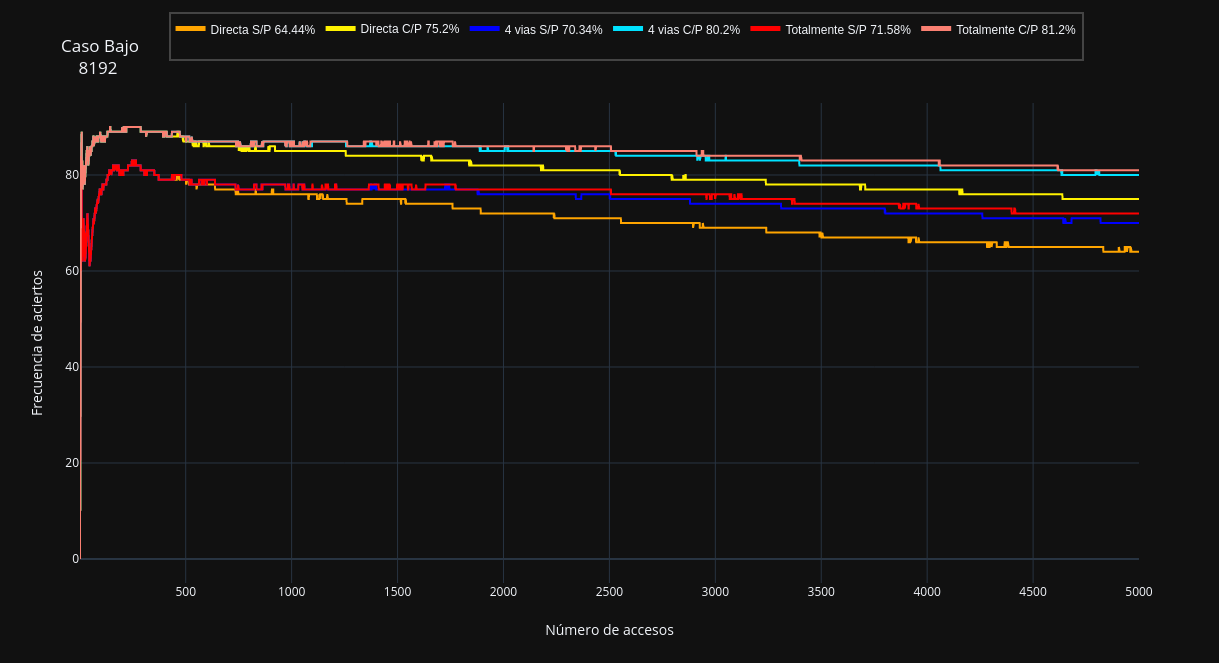 Directa S/P 64.44% Directa C/P 75.2% 4 vias S/P 70.34% 4 vias C/P 80.2% Totalmente S/P 71.58% Totalmente C/P 81.2%
Caso Bajo
8192
Frecuencia de aciertos
80
60
40
20
0
500 1000 1500 2000 2500 3000 3500 4000 4500 5000
Número de accesos